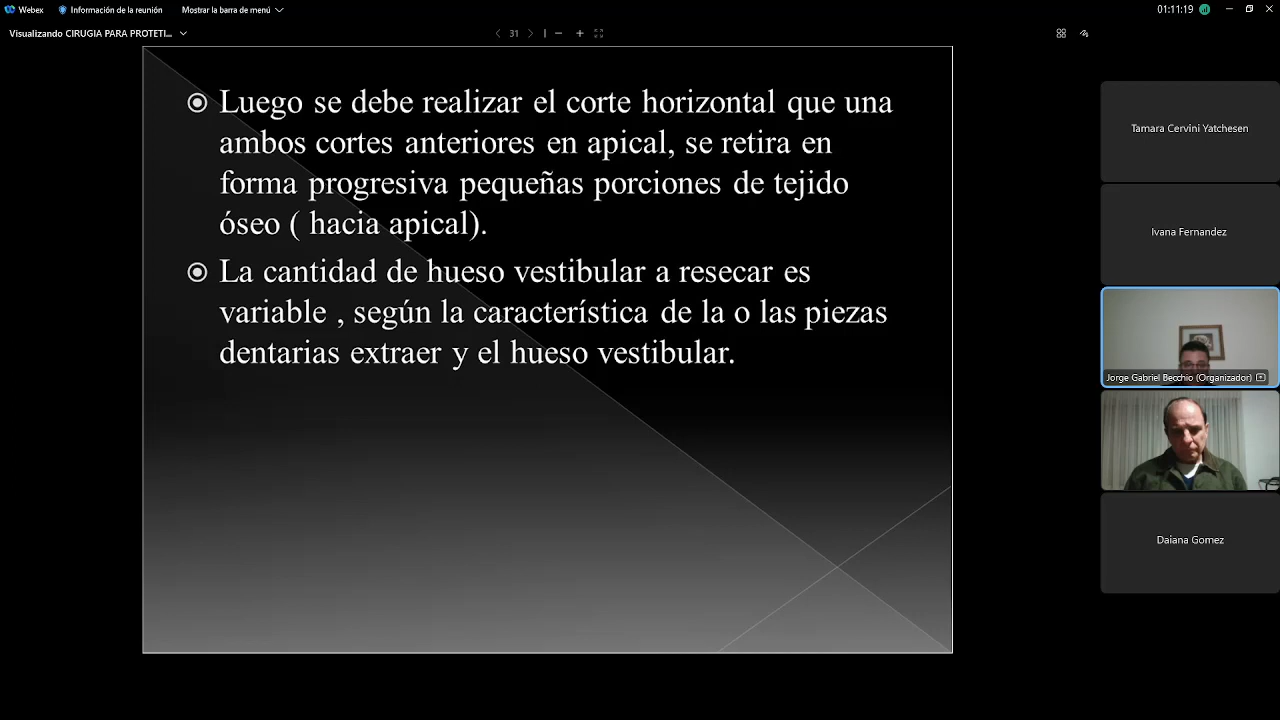 Webex
Información de la reunión
Mostrar la barra de menú
01:11:19
Visualizando CIRUGIA PARA PROTETI...
31
Luego se debe realizar el corte horizontal que una
ambos cortes anteriores en apical, se retira en
forma progresiva pequeñas porciones de tejido
óseo ( hacia apical).
La cantidad de hueso vestibular a resecar es
variable , según la característica de la o las piezas
dentarias extraer y el hueso vestibular.
Tamara Cervini Yatchesen
Ivana Fernandez
Jorge Gabriel Becchio (Organizador)
Daiana Gomez